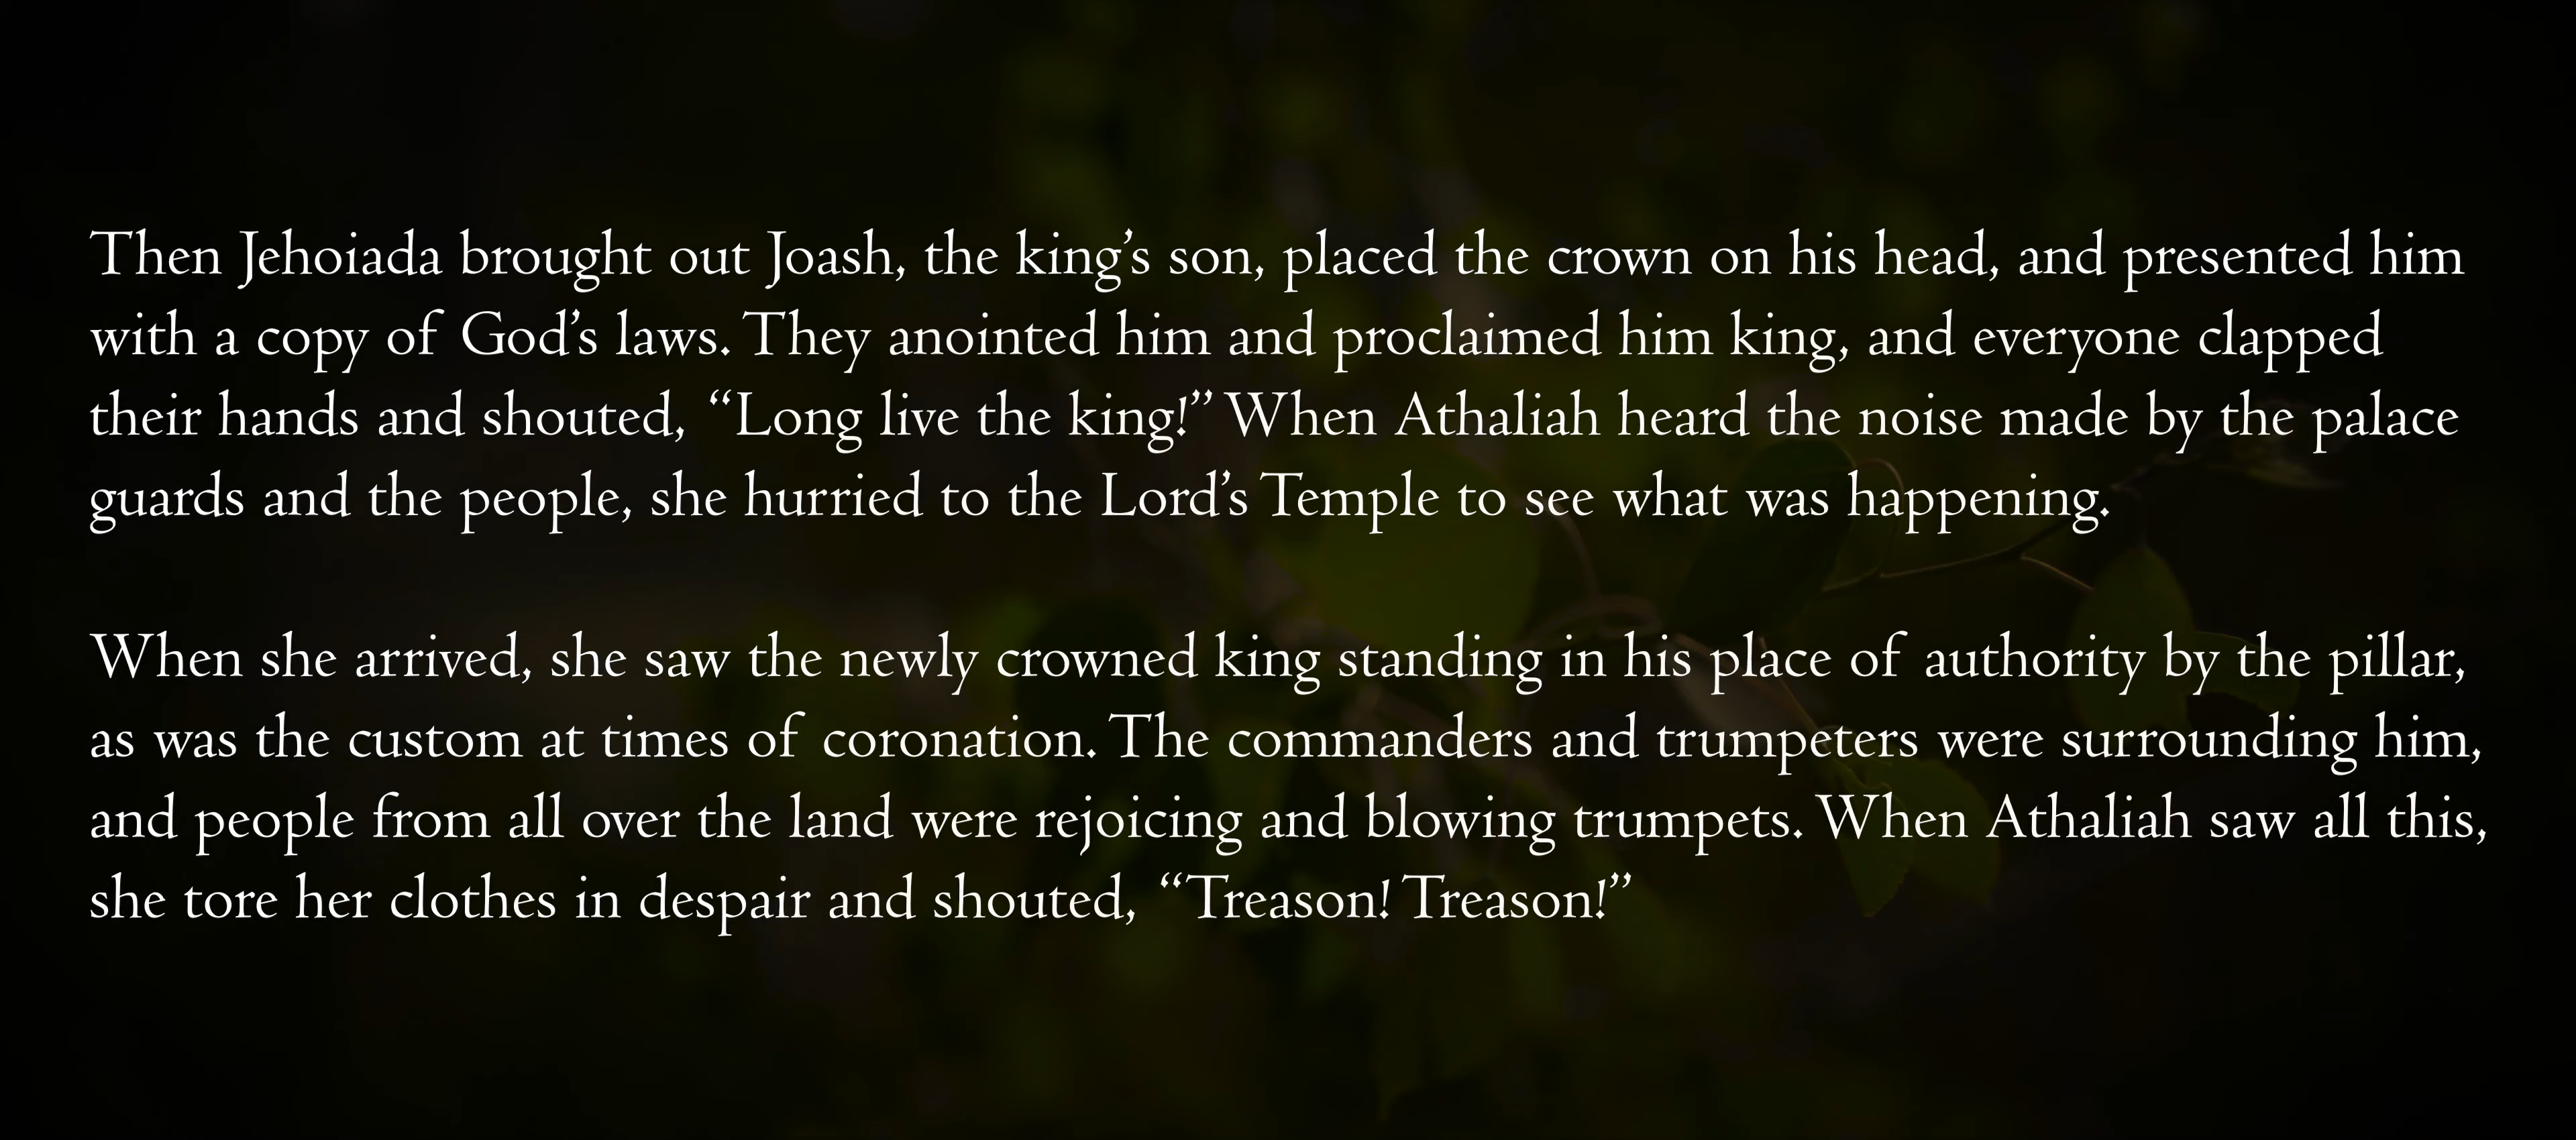 Then Jehoiada brought out Joash, the king’s son, placed the crown on his head, and presented him
with a copy of God’s laws. They anointed him and proclaimed him king, and everyone clapped
their hands and shouted, “Long live the king!” When Athaliah heard the noise made by the palace
guards and the people, she hurried to the Lord’s Temple to see what was happening.
When she arrived, she saw the newly crowned king standing in his place of authority by the pillar,
as was the custom at times of coronation. The commanders and trumpeters were surrounding him,
and people from all over the land were rejoicing and blowing trumpets. When Athaliah saw all this,
she tore her clothes in despair and shouted, “Treason! Treason!”